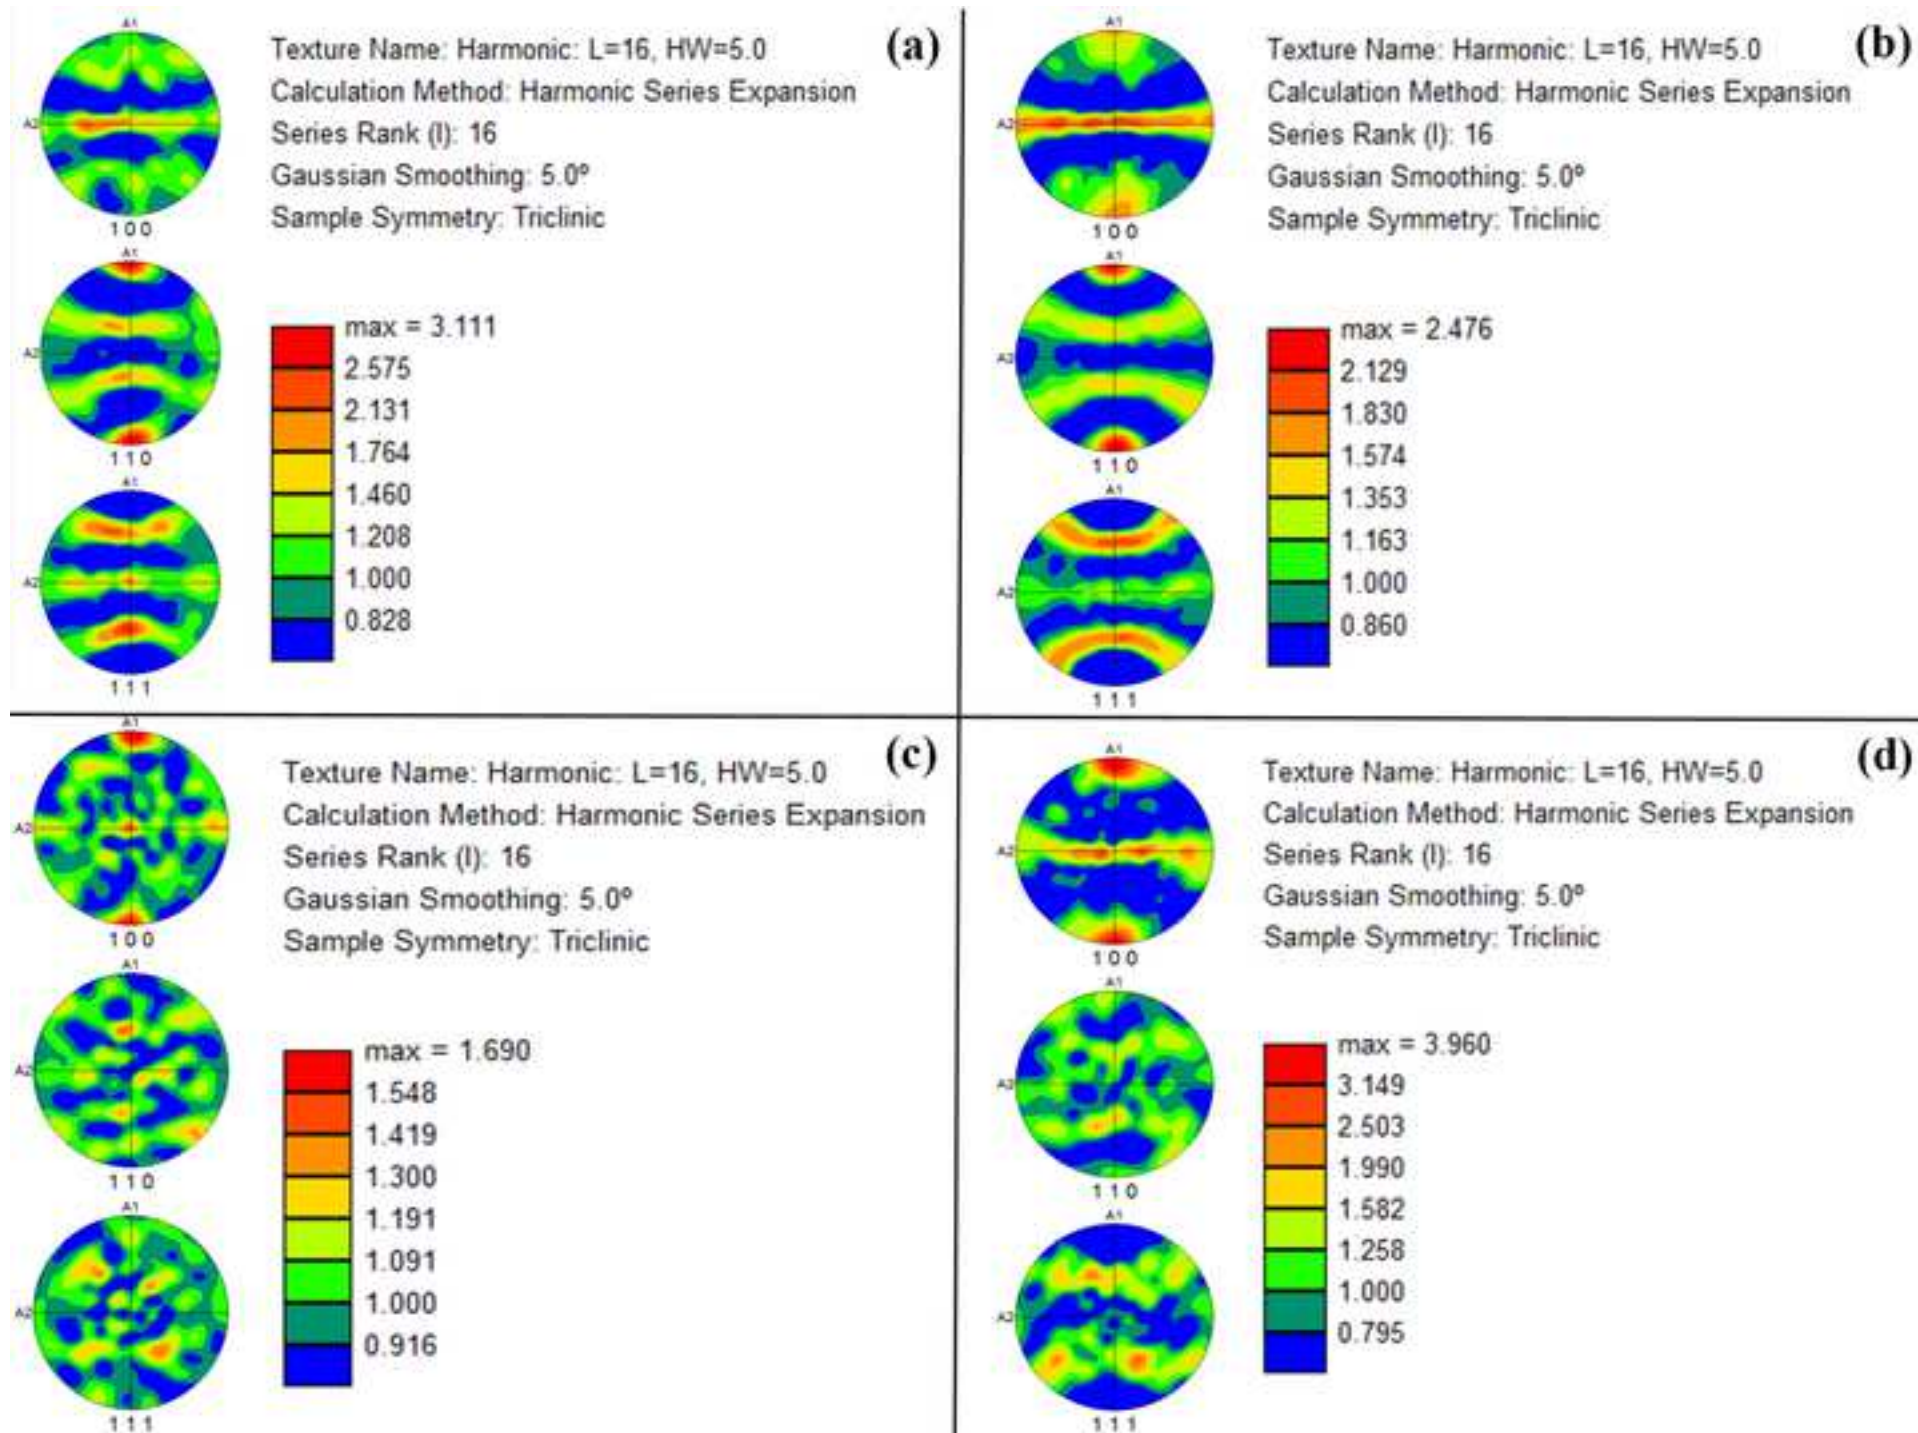 (a)
A1
A2
100
A1
A2
110
A1
A2
111
Texture Name: Harmonic: L=16, HW=5.0
Calculation Method: Harmonic Series Expansion
Series Rank (l): 16
Gaussian Smoothing: 5.0º
Sample Symmetry: Triclinic
max = 3.111
2.575
2.131
1.764
1.460
1.208
1.000
0.828
(b)
A1
A2
100
A1
A2
110
A1
A2
111
Texture Name: Harmonic: L=16, HW=5.0
Calculation Method: Harmonic Series Expansion
Series Rank (l): 16
Gaussian Smoothing: 5.0º
Sample Symmetry: Triclinic
max = 2.476
2.129
1.830
1.574
1.353
1.163
1.000
0.860
(c)
A1
A2
100
A1
A2
110
A1
A2
111
Texture Name: Harmonic: L=16, HW=5.0
Calculation Method: Harmonic Series Expansion
Series Rank (l): 16
Gaussian Smoothing: 5.0º
Sample Symmetry: Triclinic
max = 1.690
1.548
1.419
1.300
1.191
1.091
1.000
0.916
(d)
A1
A2
100
A1
A2
110
A1
A2
111
Texture Name: Harmonic: L=16, HW=5.0
Calculation Method: Harmonic Series Expansion
Series Rank (l): 16
Gaussian Smoothing: 5.0º
Sample Symmetry: Triclinic
max = 3.960
3.149
2.503
1.990
1.582
1.258
1.000
0.795